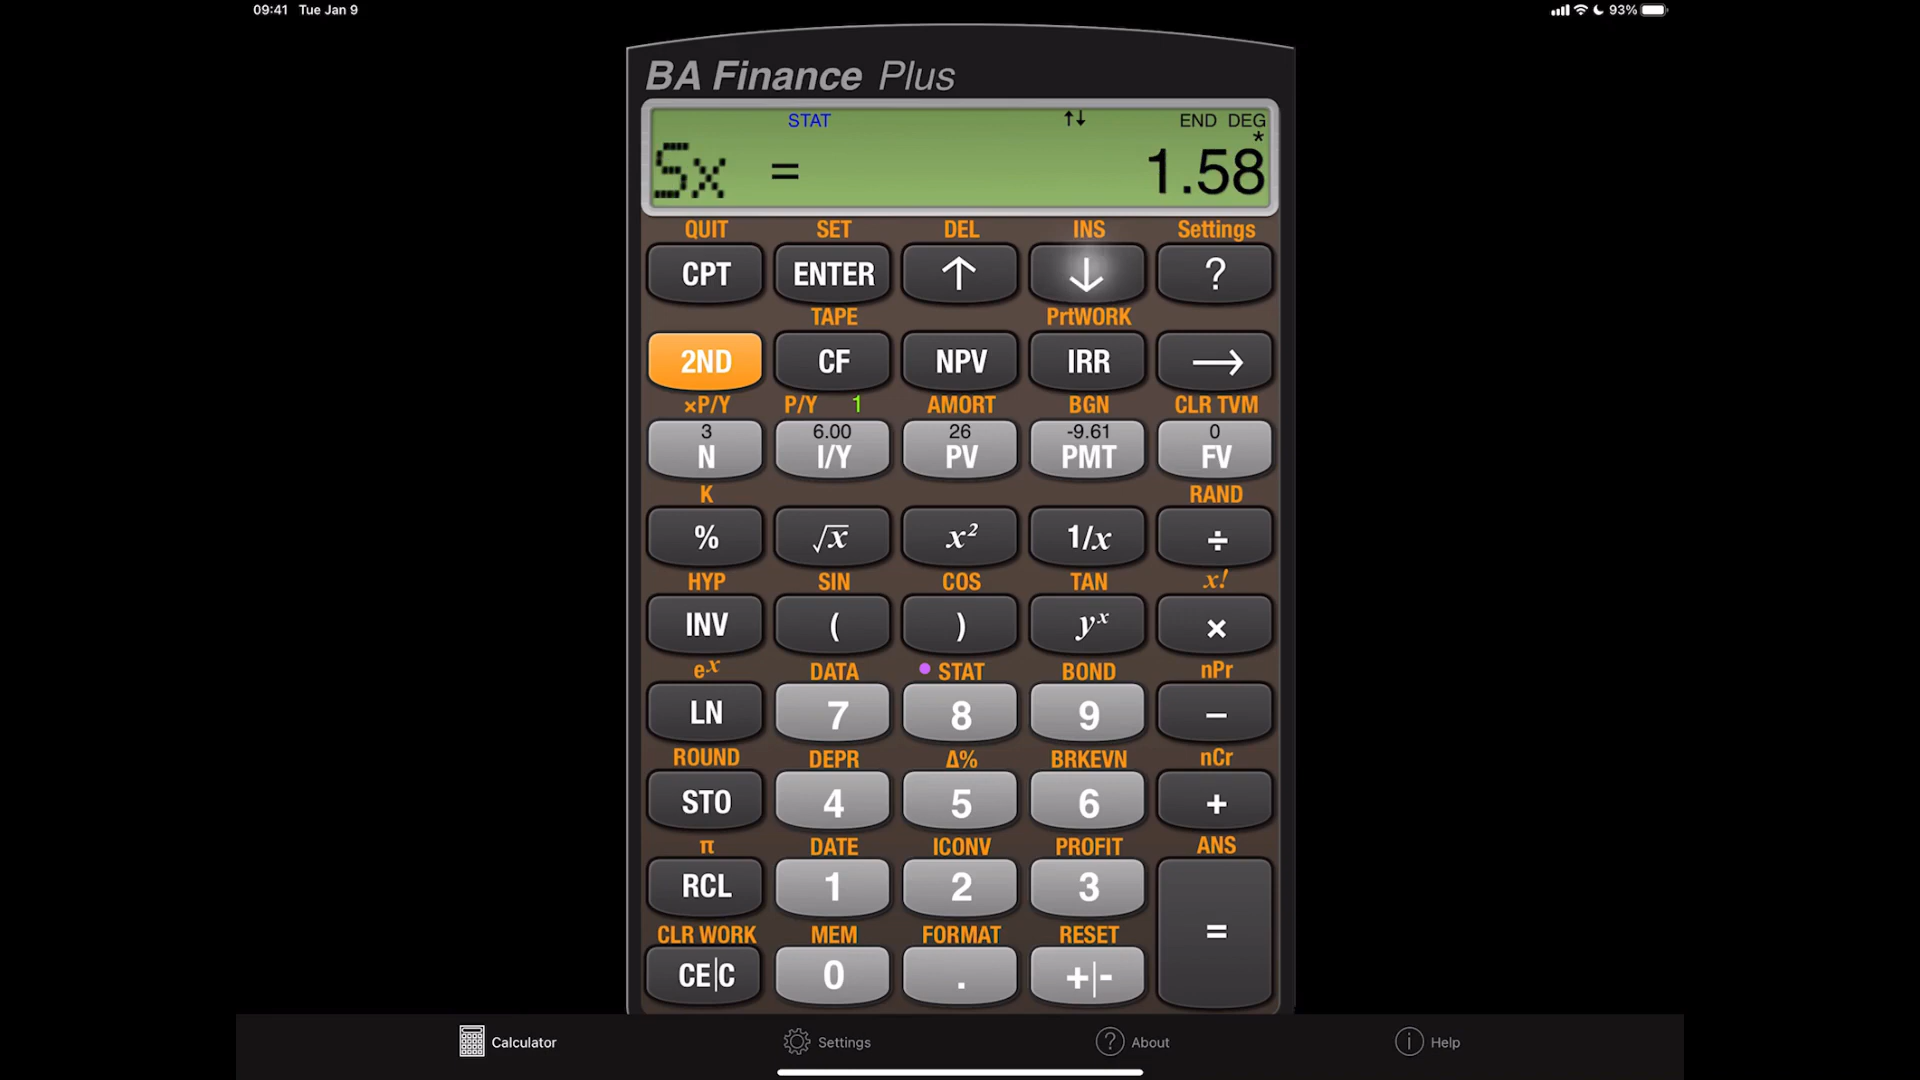 09:41 Tue Jan 9 93%
BA Finance Plus
STAT ↑↓ END DEG
*
Sx = 1.58
QUIT SET DEL INS Settings
CPT ENTER ↑ ↓ ?
TAPE PrtWORK
2ND CF NPV IRR →
×P/Y P/Y 1 AMORT BGN CLR TVM
3 6.00 26 -9.61 0
N I/Y PV PMT FV
K RAND
% √x x² 1/x ÷
HYP SIN COS TAN x!
INV ( ) yˣ ×
eˣ DATA STAT BOND nPr
LN 7 8 9 −
ROUND DEPR Δ% BRKEVN nCr
STO 4 5 6 +
π DATE ICONV PROFIT ANS
RCL 1 2 3 =
CLR WORK MEM FORMAT RESET
CE|C 0 . +|-
Calculator Settings ? About i Help